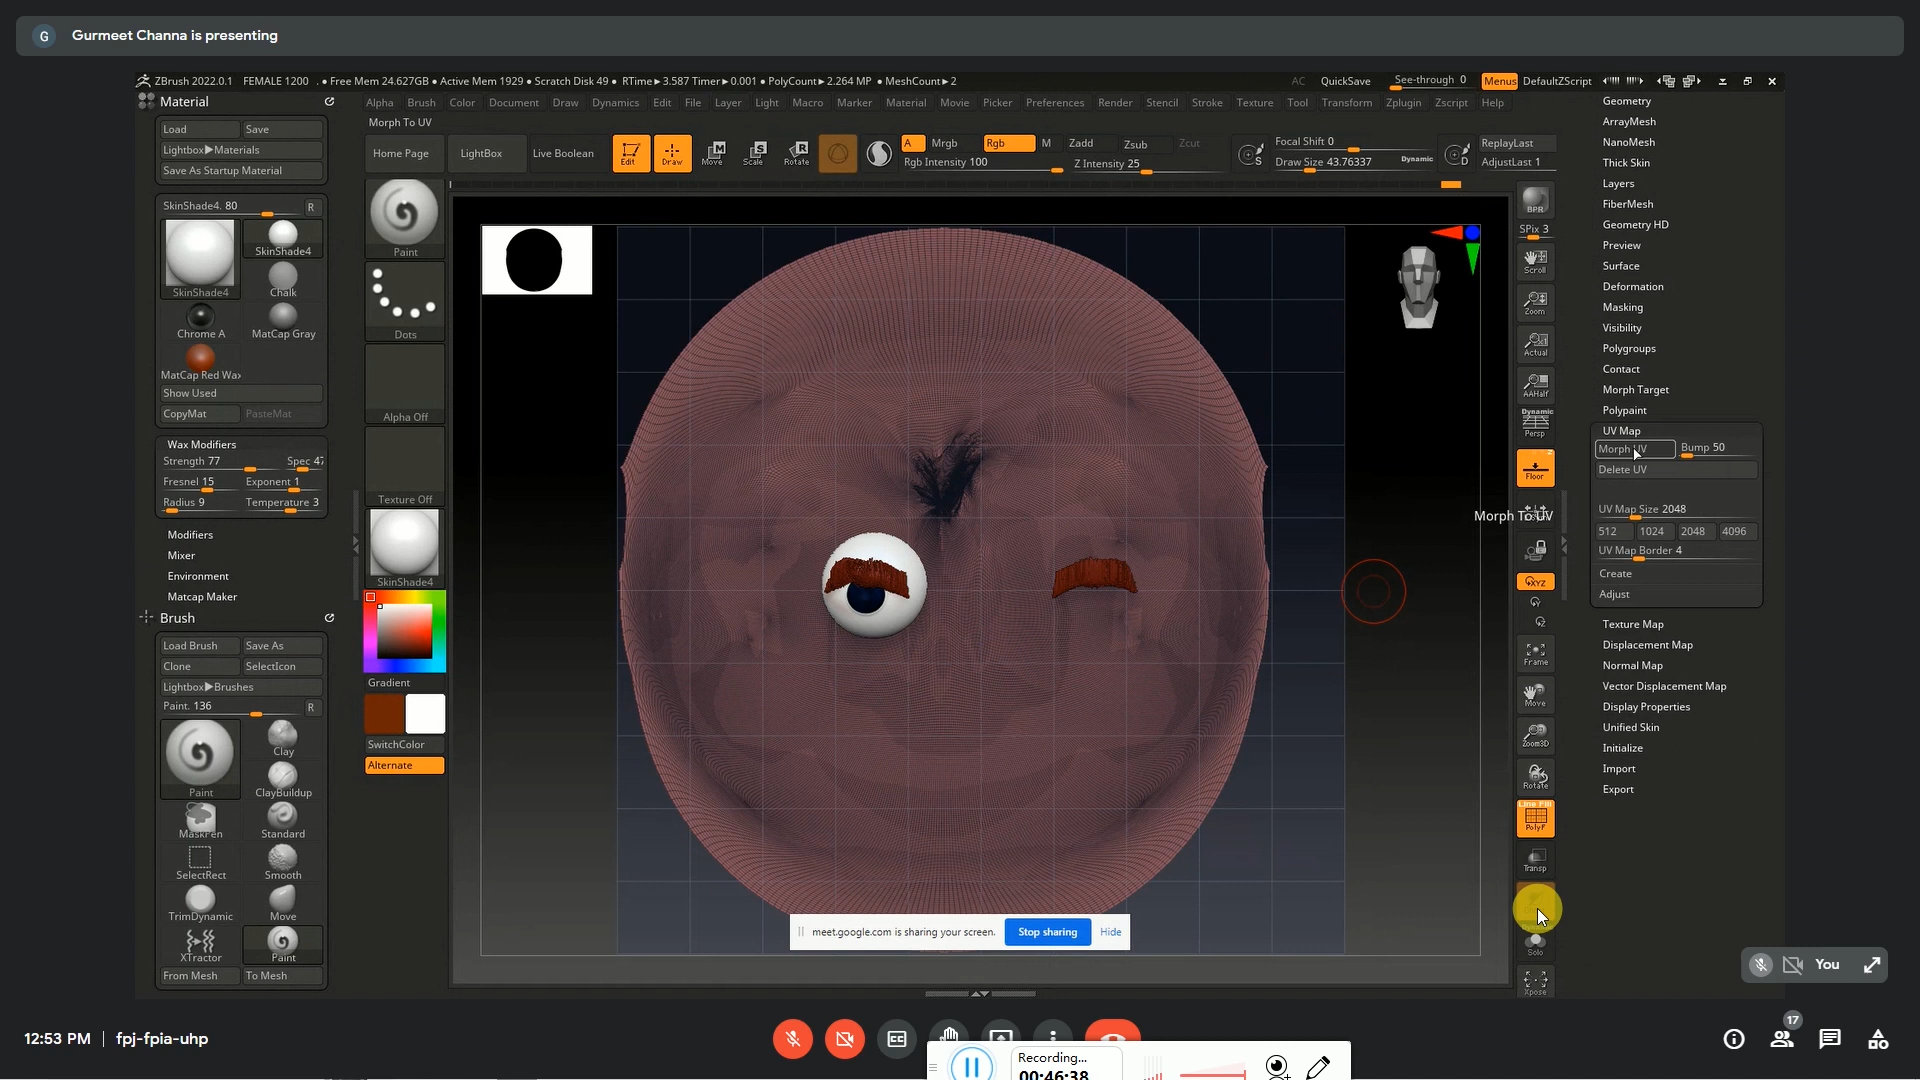 G Gurmeet Channa is presenting
ZBrush 2022.0.1 FEMALE 1200 . • Free Mem 24.627GB • Active Mem 1929 • Scratch Disk 49 • RTime▶3.587 Timer▶0.001 • PolyCount▶2.264 MP • MeshCount▶2 AC QuickSave See-through 0 Menus DefaultZScript
Material
Alpha Brush Color Document Draw Dynamics Edit File Layer Light Macro Marker Material Movie Picker Preferences Render Stencil Stroke Texture Tool Transform Zplugin Zscript Help
Morph To UV
Load Save
Lightbox▶Materials
Save As Startup Material
SkinShade4. 80 R
SkinShade4
SkinShade4 Chalk
Chrome A MatCap Gray
MatCap Red Wax
Show Used
CopyMat PasteMat
Wax Modifiers
Strength 77 Spec 47
Fresnel 15 Exponent 1
Radius 9 Temperature 3
Modifiers
Mixer
Environment
Matcap Maker
Brush
Load Brush Save As
Clone SelectIcon
Lightbox▶Brushes
Paint. 136 R
Clay
Paint ClayBuildup
MaskPen Standard
SelectRect Smooth
TrimDynamic Move
XTractor Paint
From Mesh To Mesh
Home Page LightBox Live Boolean Edit Draw Move Scale Rotate
A Mrgb Rgb M Zadd Zsub Zcut
Rgb Intensity 100 Z Intensity 25
Focal Shift 0
Draw Size 43.76337 Dynamic
S D
ReplayLast
AdjustLast 1
Paint
Dots
Alpha Off
Texture Off
SkinShade4
Gradient
SwitchColor
Alternate
BPR
SPix 3
Scroll
Zoom
Actual
AAHalf
Dynamic
Persp
Floor
Morph To UV
XYZ
Frame
Move
Zoom3D
Rotate
Line Fill
PolyF
Transp
Solo
Xpose
Geometry
ArrayMesh
NanoMesh
Thick Skin
Layers
FiberMesh
Geometry HD
Preview
Surface
Deformation
Masking
Visibility
Polygroups
Contact
Morph Target
Polypaint
UV Map
Morph UV Bump 50
Delete UV
UV Map Size 2048
512 1024 2048 4096
UV Map Border 4
Create
Adjust
Texture Map
Displacement Map
Normal Map
Vector Displacement Map
Display Properties
Unified Skin
Initialize
Import
Export
meet.google.com is sharing your screen. Stop sharing Hide
You
12:53 PM | fpj-fpia-uhp
17
Recording...
00:46:38